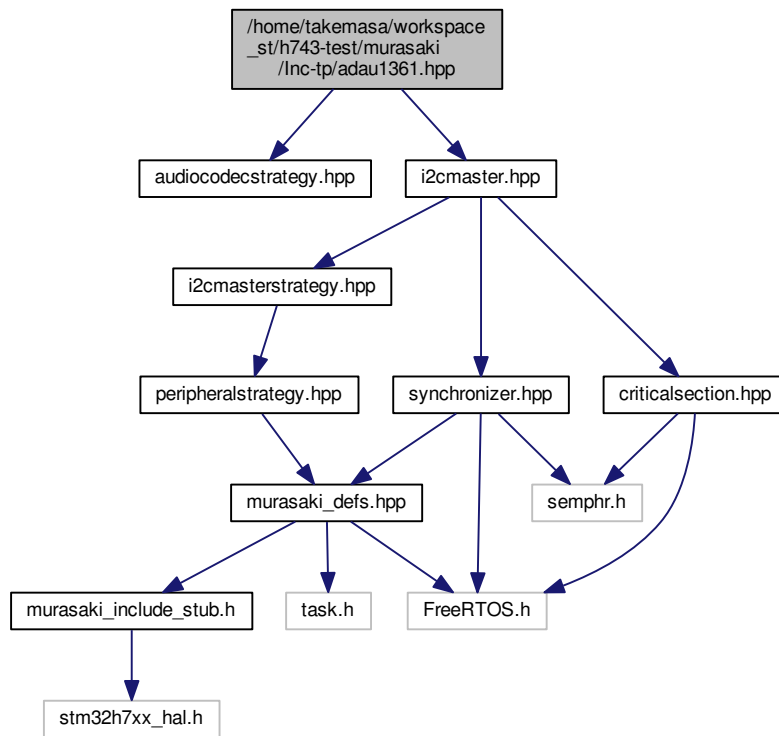 /home/takemasa/workspace
_st/h743-test/murasaki
/Inc-tp/adau1361.hpp
audiocodecstrategy.hpp
i2cmaster.hpp
i2cmasterstrategy.hpp
peripheralstrategy.hpp
synchronizer.hpp
criticalsection.hpp
murasaki_defs.hpp
semphr.h
murasaki_include_stub.h
task.h
FreeRTOS.h
stm32h7xx_hal.h